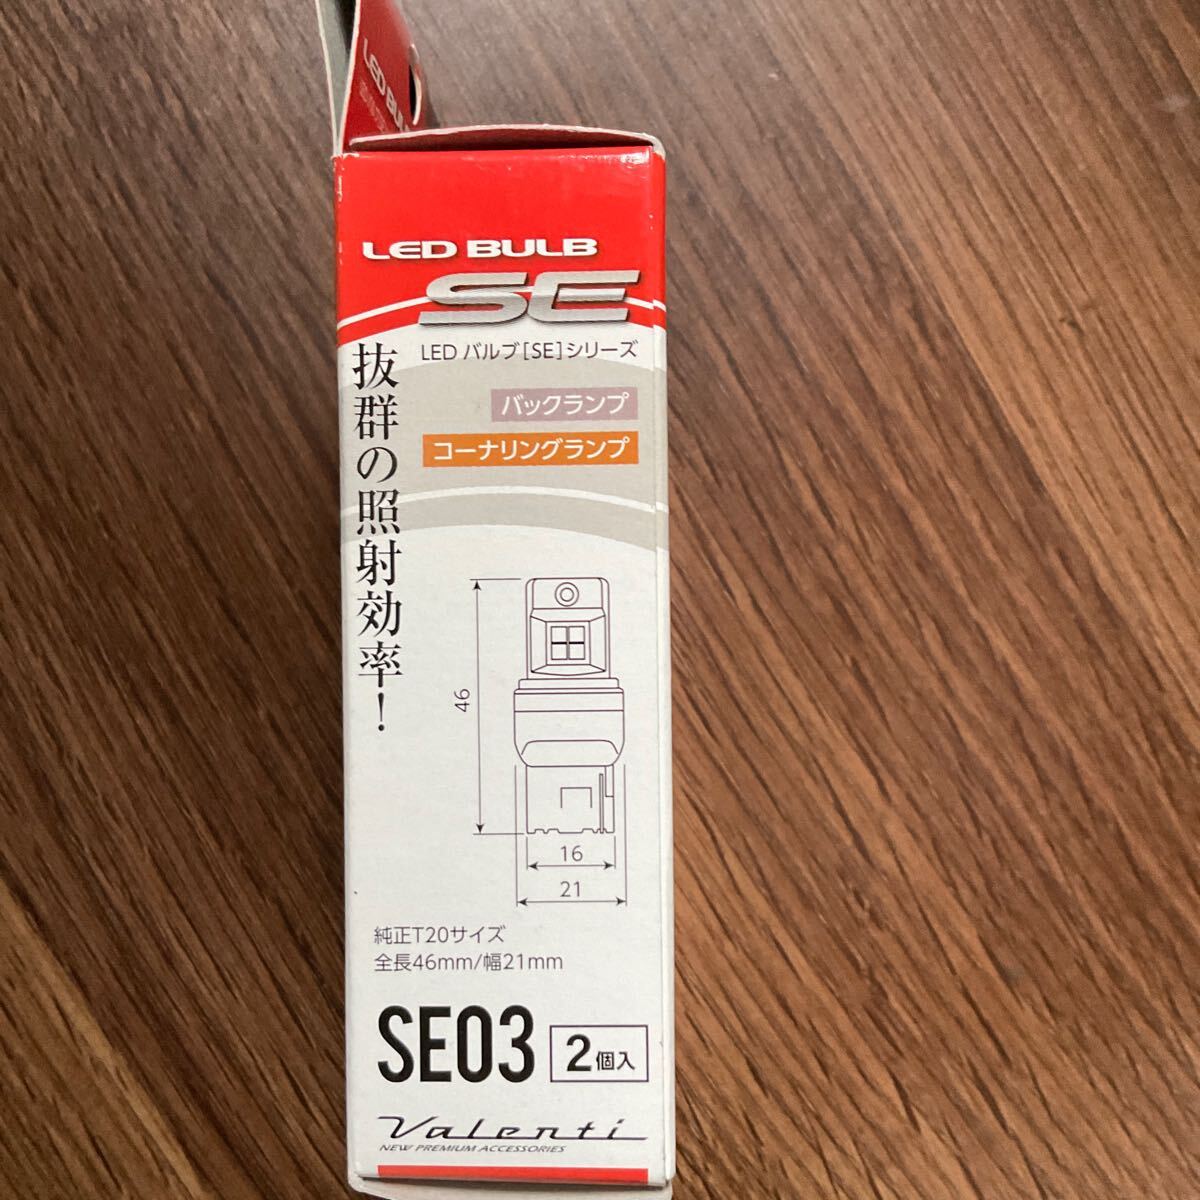 LED BUL
LED BULB
SE
LED バルブ[SE]シリーズ
バックランプ
コーナリングランプ
抜群の照射効率!
46
16
21
純正T20サイズ
全長46mm/幅21mm
SE03
2個入
Valenti
NEW PREMIUM ACCESSORIES